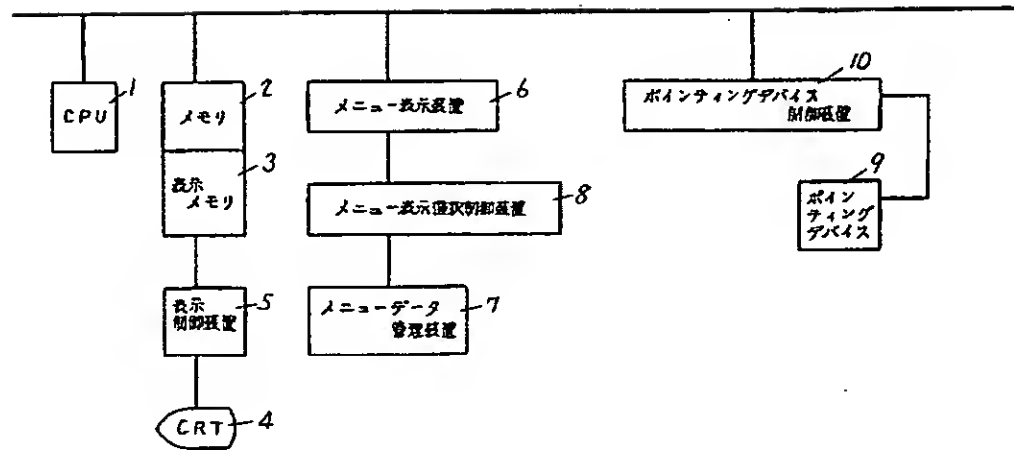 1
CPU
2
メモリ
3
表示
メモリ
5
表示
制御装置
4
CRT
6
メニュー表示装置
8
メニュー表示選択制御装置
7
メニューデータ
管理装置
10
ポインティングデバイス
制御装置
9
ポイン
ティング
デバイス